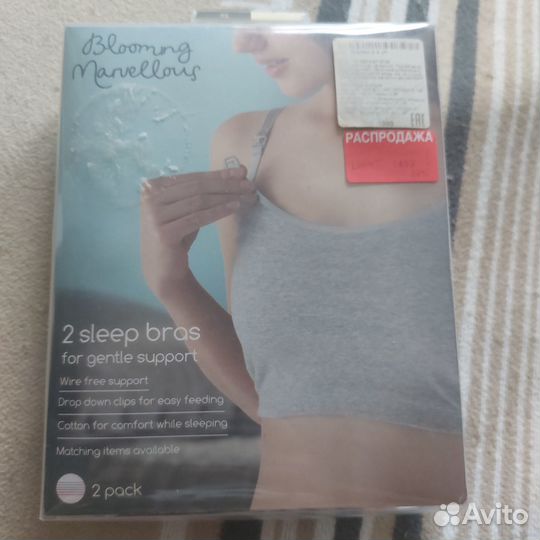 Blooming
Marvellous
EAC
РАСПРОДАЖА
2 sleep bras
for gentle support
Wire free support
Drop down clips for easy feeding
Cotton for comfort while sleeping
Matching items available
2 pack
Avito